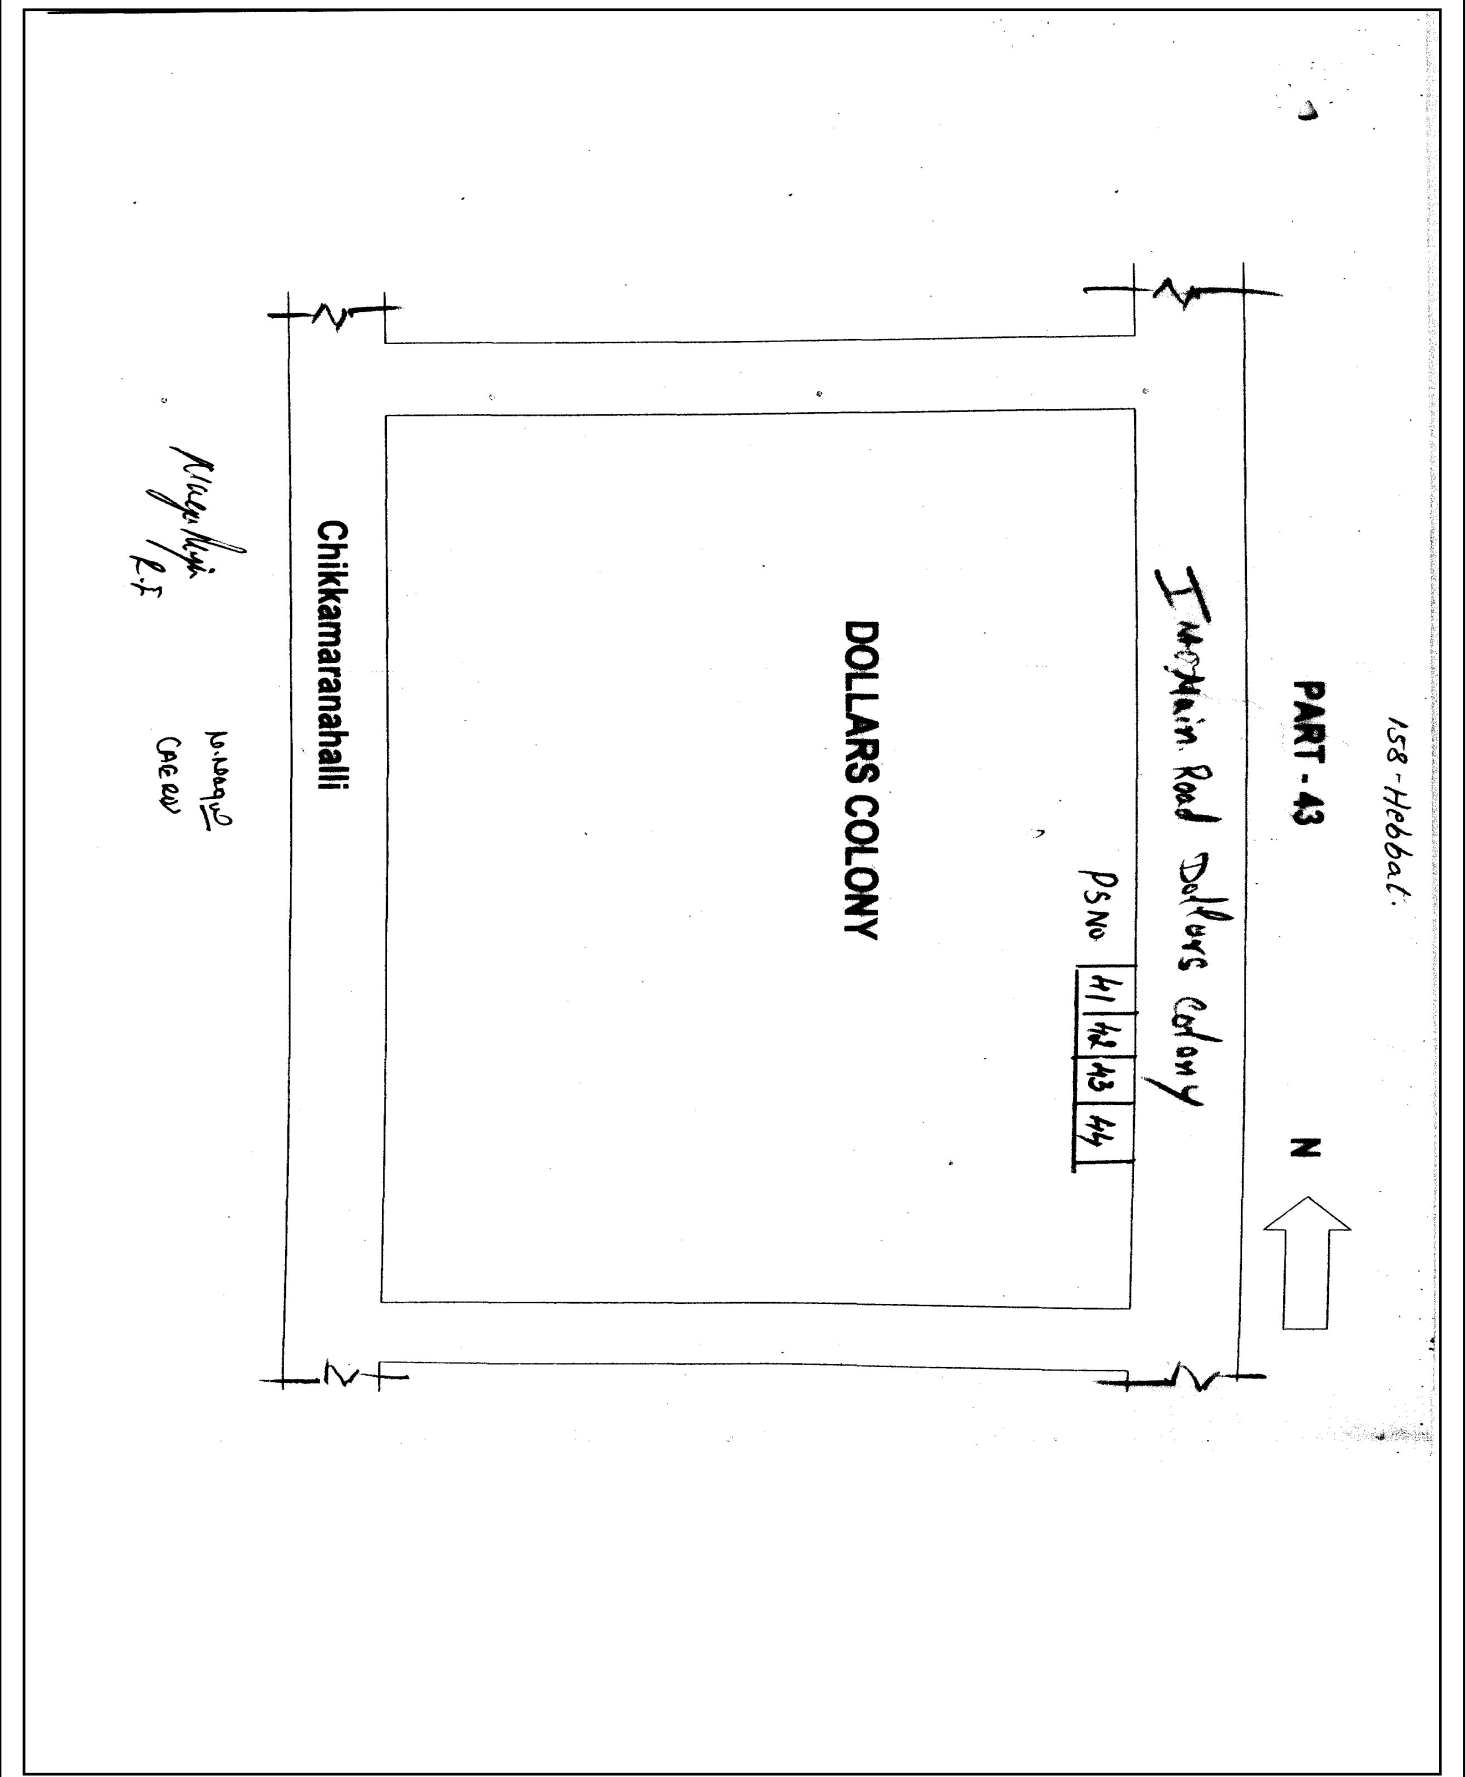 158-Hebbal.
PART - 43
N
Main Road Dollars Colony
PS No 41 42 43 44
DOLLARS COLONY
Chikkamaranahalli
R.I